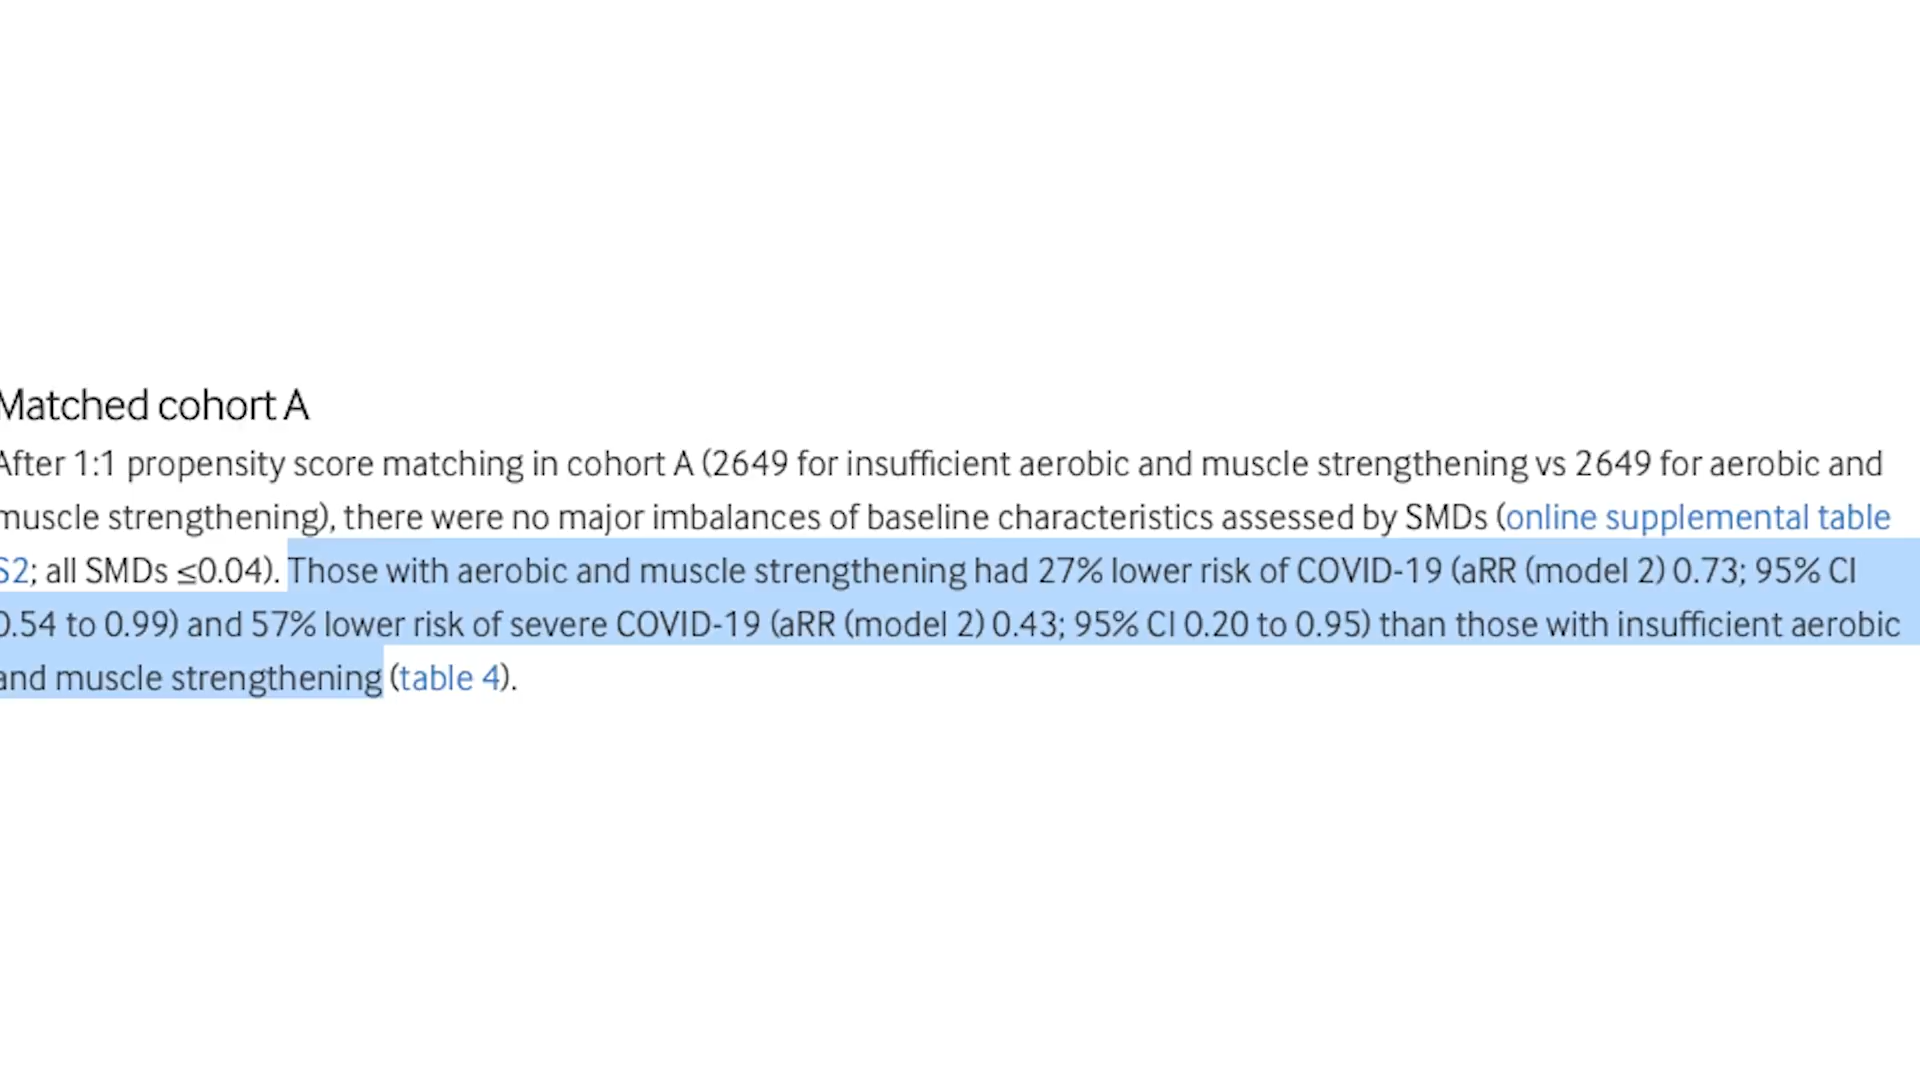 Matched cohort A
After 1:1 propensity score matching in cohort A (2649 for insufficient aerobic and muscle strengthening vs 2649 for aerobic and
muscle strengthening), there were no major imbalances of baseline characteristics assessed by SMDs (online supplemental table
S2; all SMDs ≤0.04). Those with aerobic and muscle strengthening had 27% lower risk of COVID-19 (aRR (model 2) 0.73; 95% CI
0.54 to 0.99) and 57% lower risk of severe COVID-19 (aRR (model 2) 0.43; 95% CI 0.20 to 0.95) than those with insufficient aerobic
and muscle strengthening (table 4).